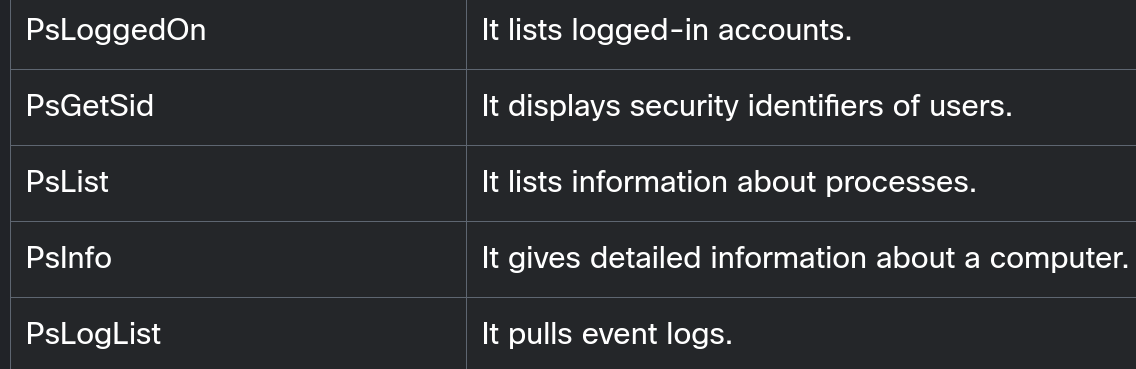 PsLoggedOn It lists logged-in accounts.
PsGetSid It displays security identifiers of users.
PsList It lists information about processes.
PsInfo It gives detailed information about a computer.
PsLogList It pulls event logs.